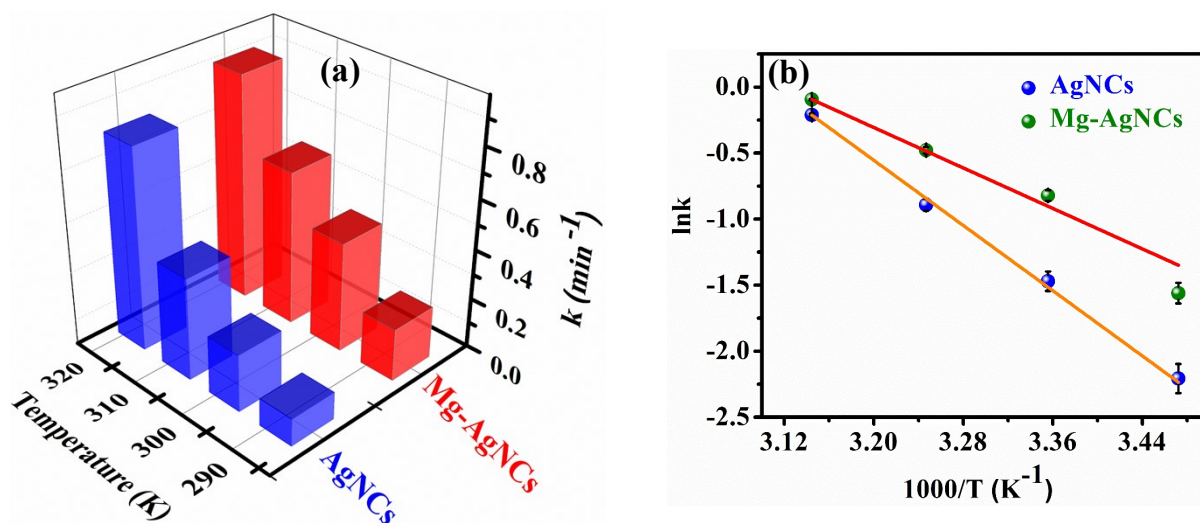 (a)
0.8
0.6
0.4
0.2
0.0
k (min⁻¹)
320
310
300
290
Temperature (K)
AgNCs
Mg-AgNCs
(b)
AgNCs
Mg-AgNCs
0.0
-0.5
-1.0
-1.5
-2.0
-2.5
lnk
3.12 3.20 3.28 3.36 3.44
1000/T (K⁻¹)